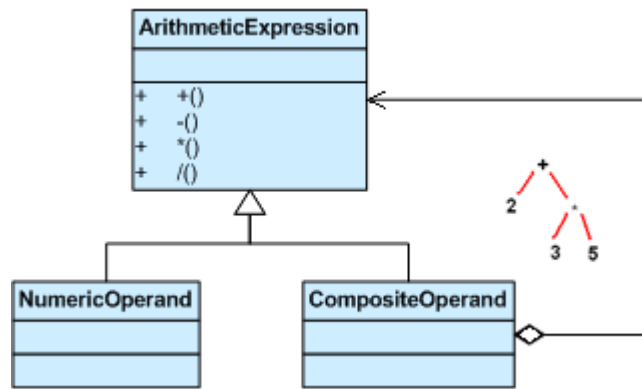 ArithmeticExpression
+ +()
+ -()
+ *()
+ /()
+
2
3 5
NumericOperand
CompositeOperand